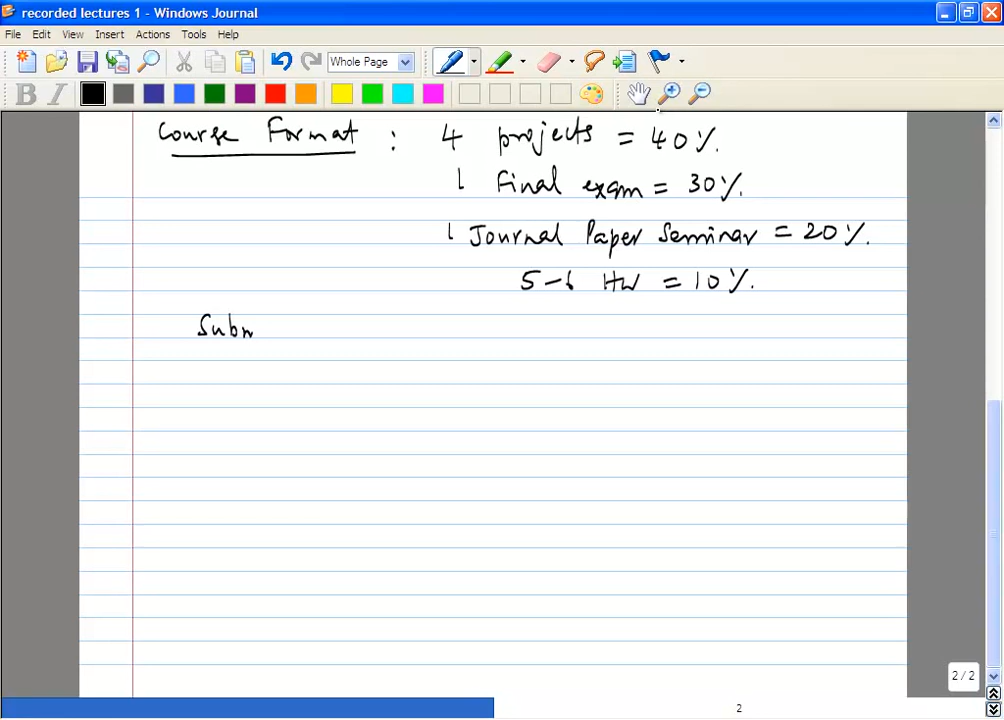 recorded lectures 1 - Windows Journal
File Edit View Insert Actions Tools Help
Whole Page
B I
Course Format : 4 projects = 40%.
1 Final exam = 30%.
1 Journal Paper Seminar = 20%.
5-6 HW = 10%.
Subm
2/2
2